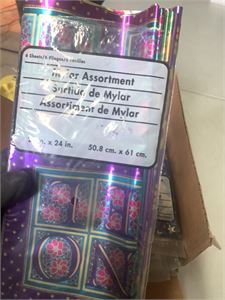 6 Sheets/6 Pliegos/6 Feuilles
Mylar Assortment
Surtido de Mylar
Assortiment de Mylar
in. x 24 in. 50.8 cm. x 61 cm.